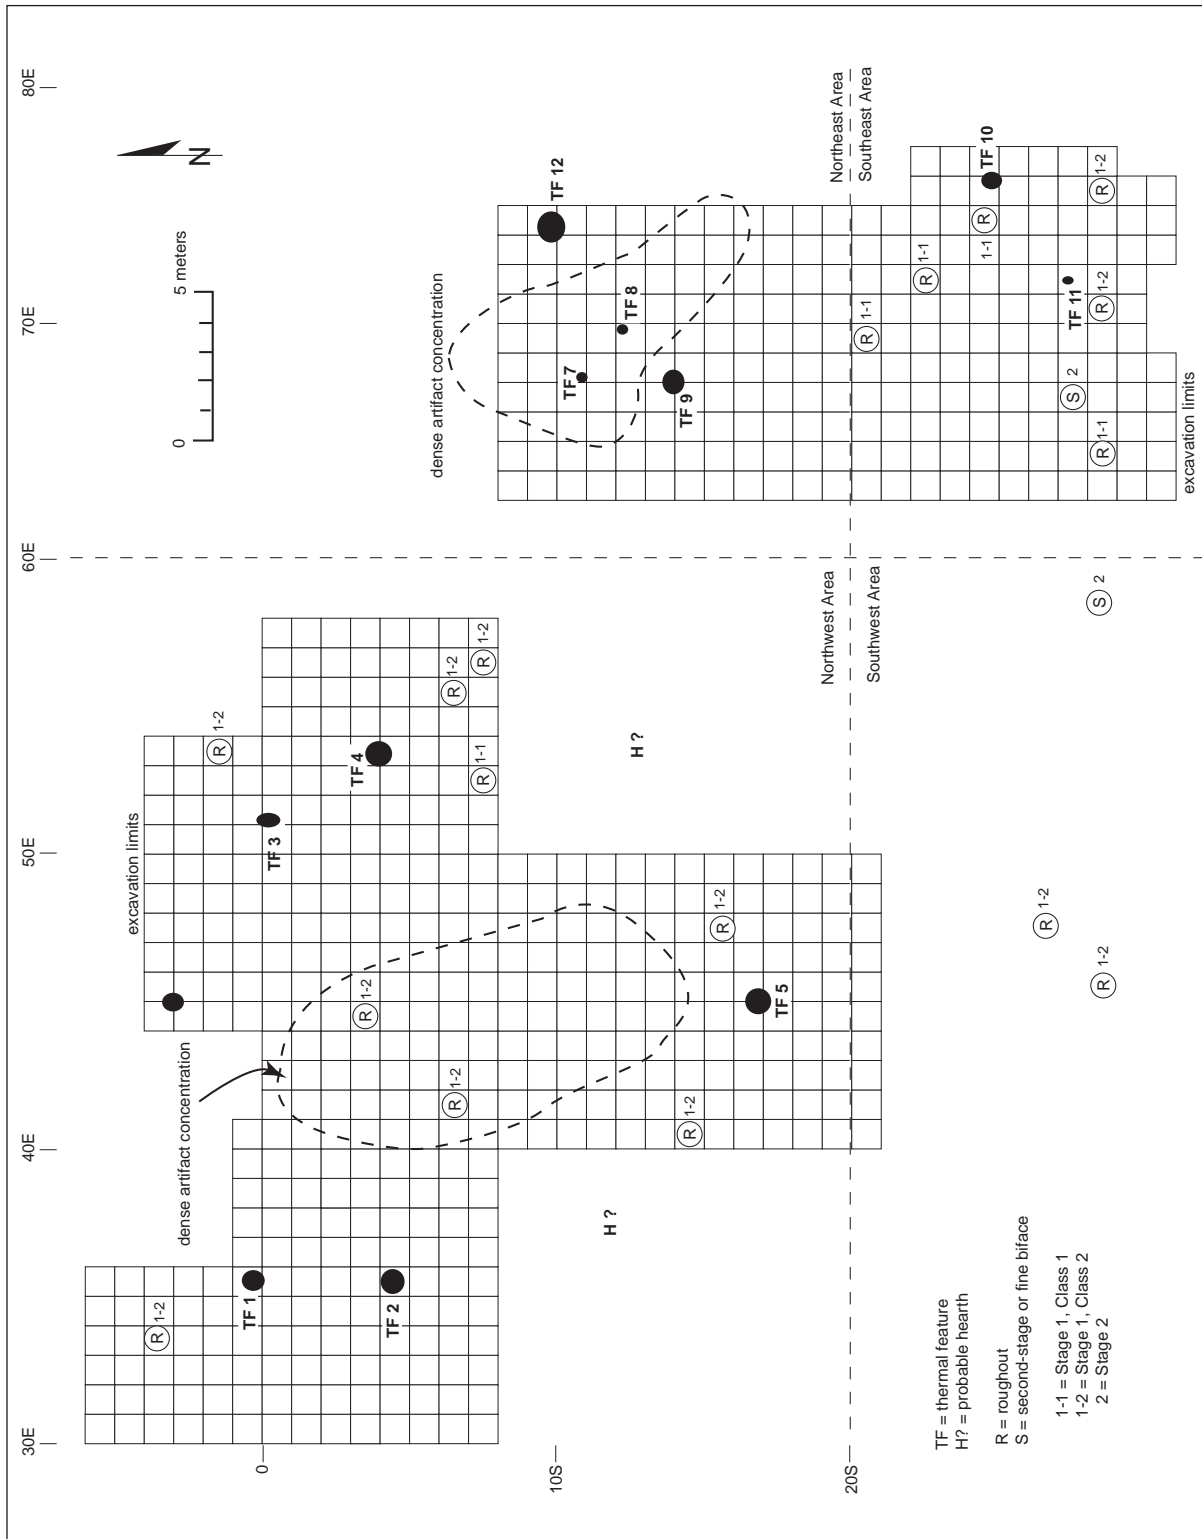 30E
40E
50E
60E
70E
80E
0
10S
20S
N
0
5 meters
excavation limits
dense artifact concentration
dense artifact concentration
R 1-2
TF 1
TF 2
TF 3
TF 4
TF 5
R 1-2
R 1-2
R 1-1
R 1-2
R 1-2
R 1-2
R 1-2
R 1-2
R 1-2
H ?
H ?
Northwest Area
Southwest Area
R 1-2
R 1-2
S 2
TF 7
TF 8
TF 9
TF 12
Northeast Area
Southeast Area
R 1-1
R 1-1
R
1-1
TF 10
TF 11
R 1-2
R 1-2
S 2
R 1-1
excavation limits
TF = thermal feature
H? = probable hearth
R = roughout
S = second-stage or fine biface
1-1 = Stage 1, Class 1
1-2 = Stage 1, Class 2
2 = Stage 2